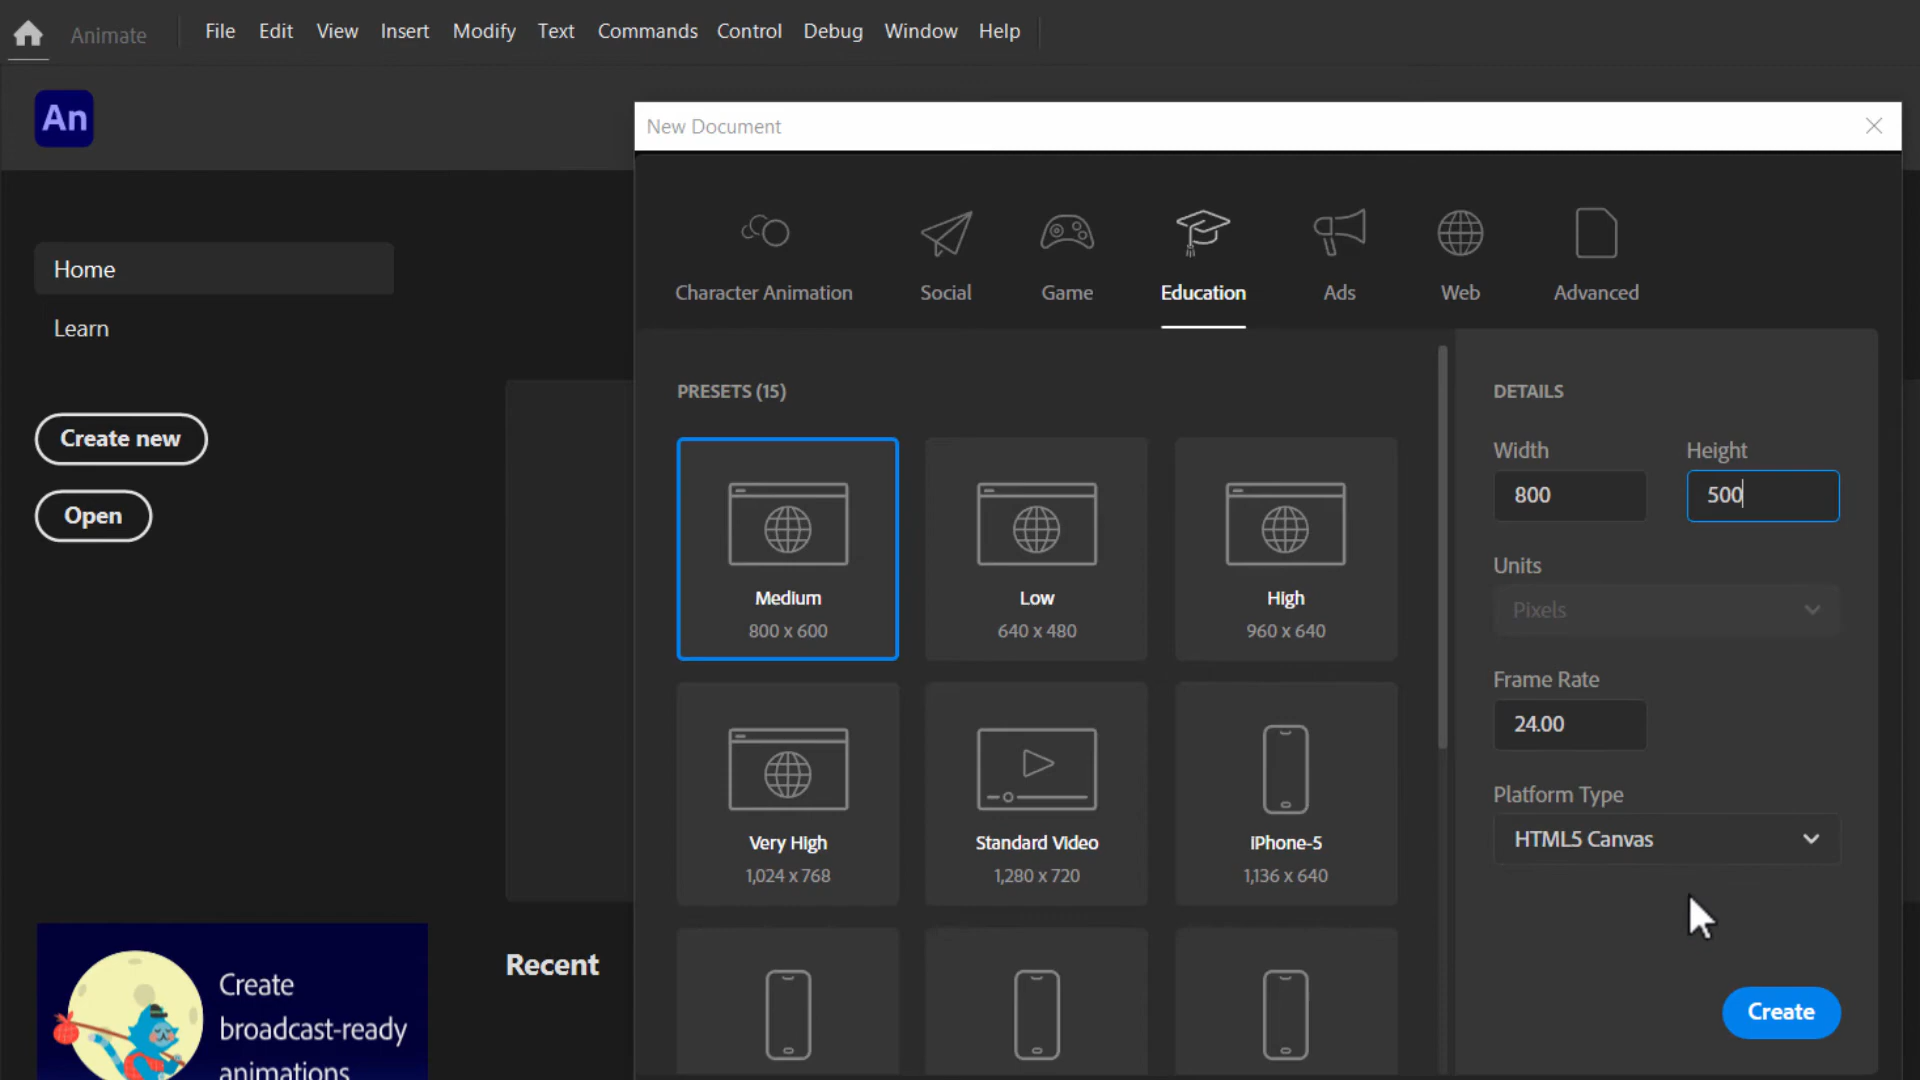 Animate
File Edit View Insert Modify Text Commands Control Debug Window Help
An
New Document
Home
Learn
Create new
Open
Character Animation Social Game Education Ads Web Advanced
PRESETS (15)
Medium
800 x 600
Low
640 x 480
High
960 x 640
Very High
1,024 x 768
Standard Video
1,280 x 720
iPhone-5
1,136 x 640
DETAILS
Width Height
800 500
Units
Pixels
Frame Rate
24.00
Platform Type
HTML5 Canvas
Create
Recent
Create
broadcast-ready
animations